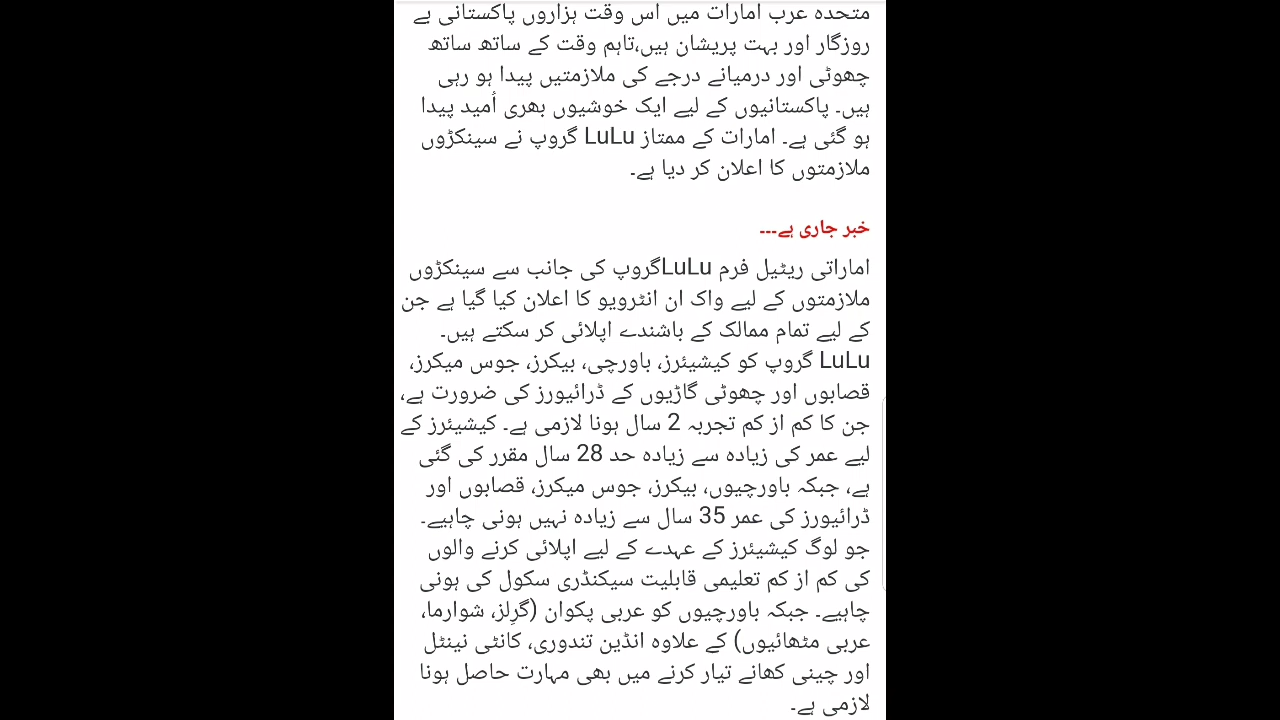 متحدہ عرب امارات میں اس وقت ہزاروں پاکستانی بے
روزگار اور بہت پریشان ہیں،تاہم وقت کے ساتھ ساتھ
چھوٹی اور درمیانے درجے کی ملازمتیں پیدا ہو رہی
ہیں۔ پاکستانیوں کے لیے ایک خوشیوں بھری اُمید پیدا
ہو گئی ہے۔ امارات کے ممتاز LuLu گروپ نے سینکڑوں
ملازمتوں کا اعلان کر دیا ہے۔
خبر جاری ہے۔۔۔
اماراتی ریٹیل فرم LuLuگروپ کی جانب سے سینکڑوں
ملازمتوں کے لیے واک ان انٹرویو کا اعلان کیا گیا ہے جن
کے لیے تمام ممالک کے باشندے اپلائی کر سکتے ہیں۔
LuLu گروپ کو کیشیئرز، باورچی، بیکرز، جوس میکرز،
قصابوں اور چھوٹی گاڑیوں کے ڈرائیورز کی ضرورت ہے،
جن کا کم از کم تجربہ 2 سال ہونا لازمی ہے۔ کیشیئرز کے
لیے عمر کی زیادہ سے زیادہ حد 28 سال مقرر کی گئی
ہے، جبکہ باورچیوں، بیکرز، جوس میکرز، قصابوں اور
ڈرائیورز کی عمر 35 سال سے زیادہ نہیں ہونی چاہیے۔
جو لوگ کیشیئرز کے عہدے کے لیے اپلائی کرنے والوں
کی کم از کم تعلیمی قابلیت سیکنڈری سکول کی ہونی
چاہیے۔ جبکہ باورچیوں کو عربی پکوان (گرِلز، شوارما،
عربی مٹھائیوں) کے علاوہ انڈین تندوری، کانٹی نینٹل
اور چینی کھانے تیار کرنے میں بھی مہارت حاصل ہونا
لازمی ہے۔